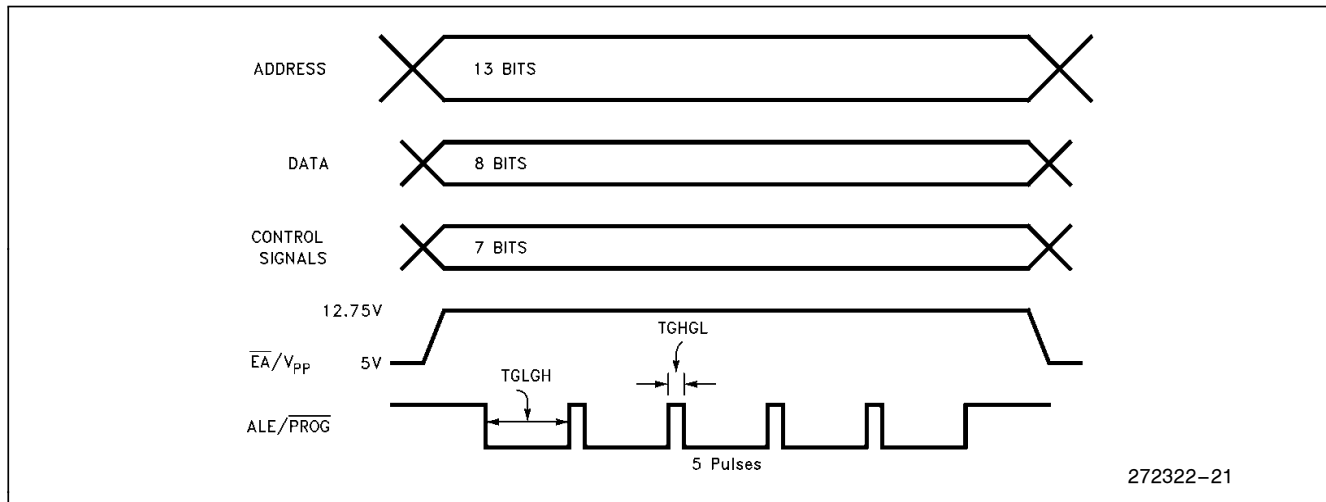 ADDRESS
13 BITS
DATA
8 BITS
CONTROL
SIGNALS
7 BITS
12.75V
TGHGL
EA/VPP
5V
TGLGH
ALE/PROG
5 Pulses
272322-21